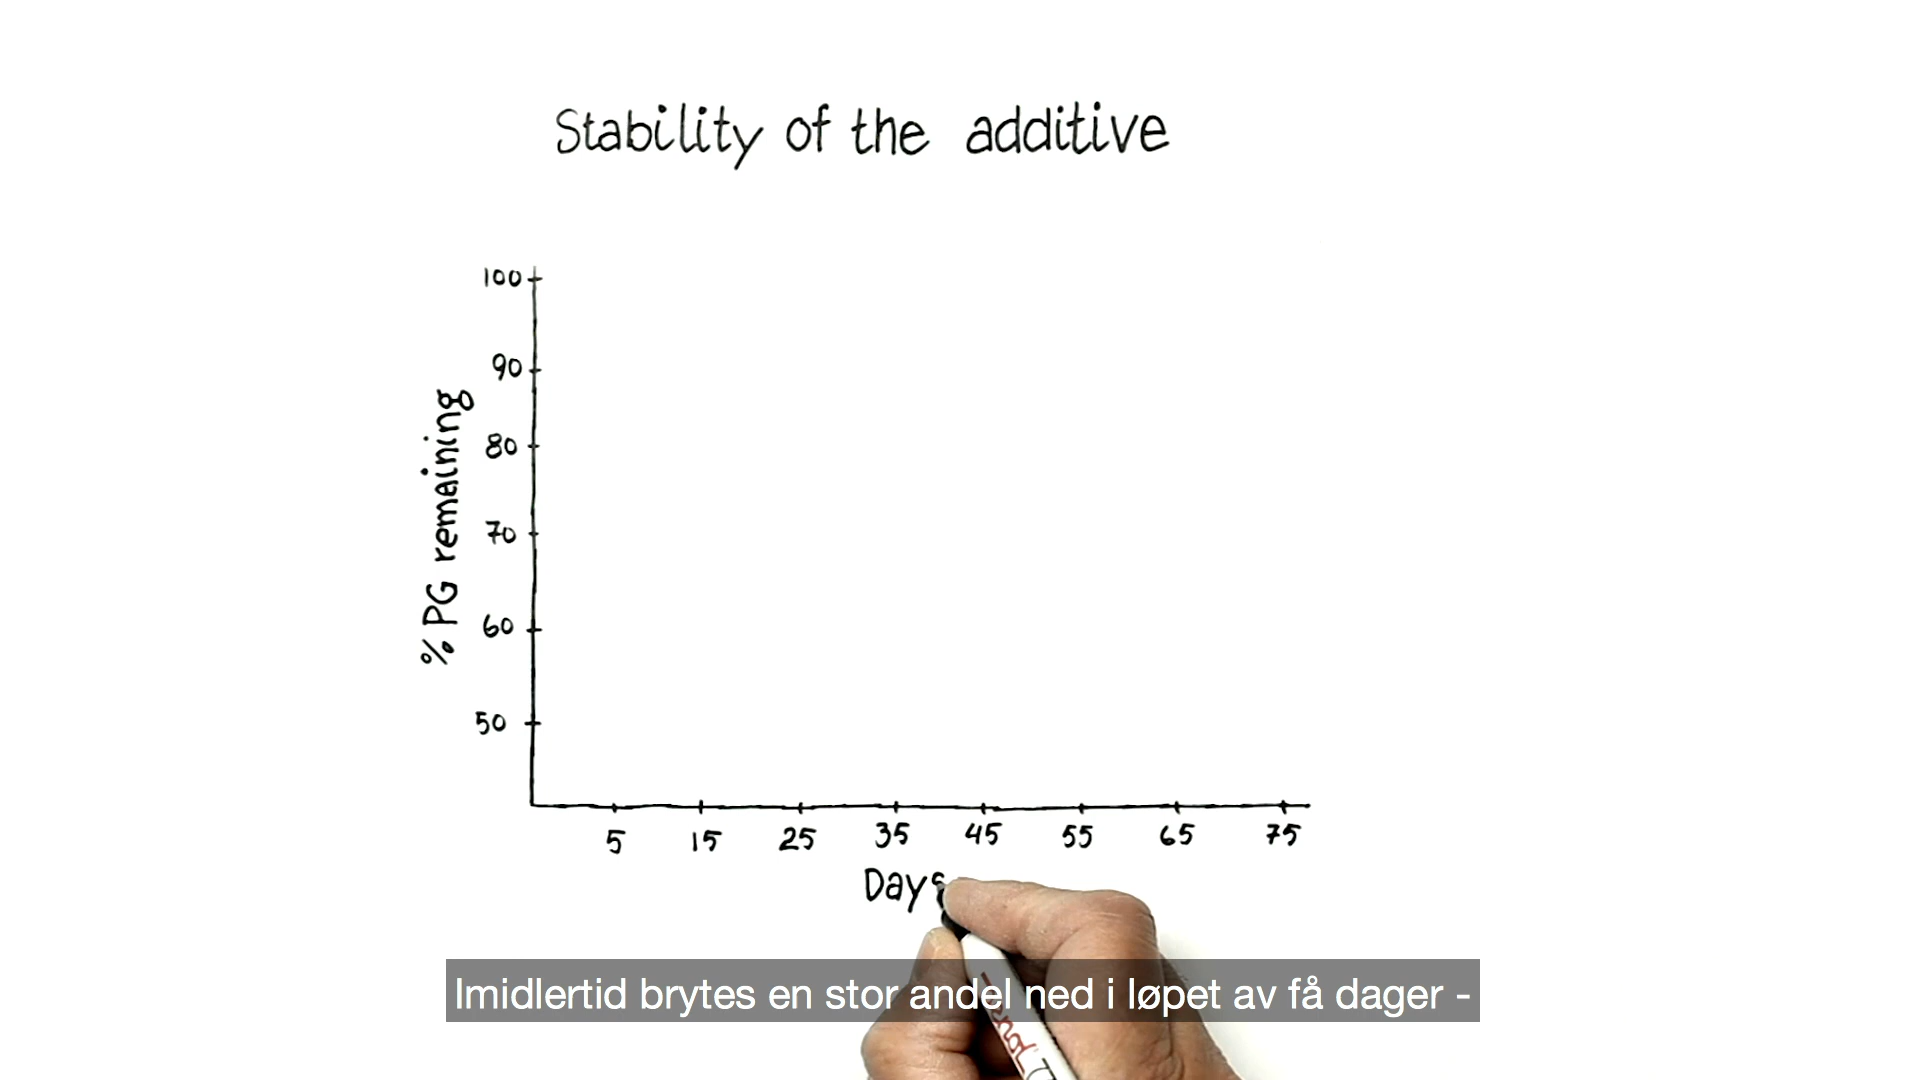 Stability of the additive
100
90
80
70
60
50
% PG remaining
5 15 25 35 45 55 65 75
Days
Imidlertid brytes en stor andel ned i løpet av få dager -